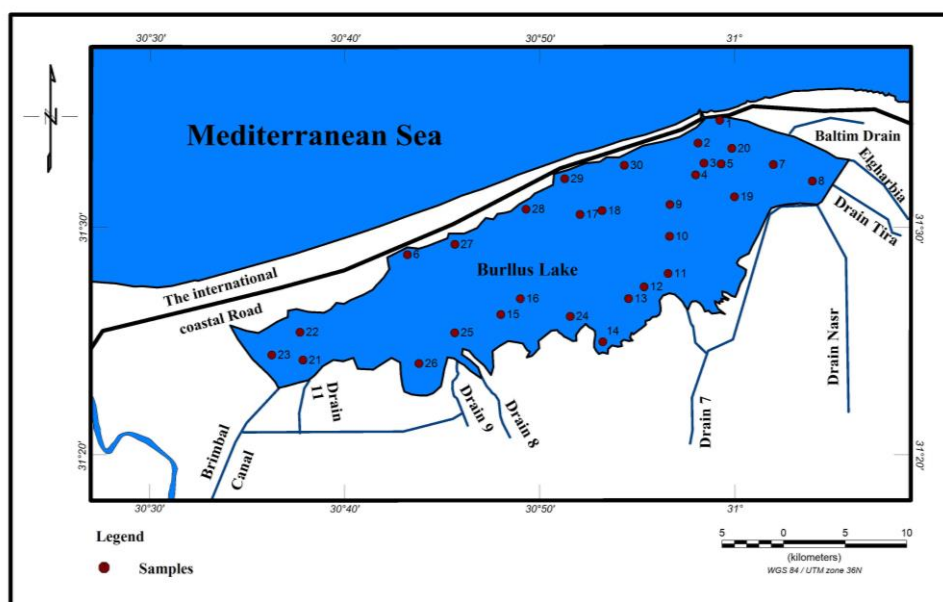 30°30' 30°40' 30°50' 31°
N
Mediterranean Sea
Baltim Drain
Elgharbia
Drain Tira
Drain Nasr
1
2
20
3
5
7
4
8
30
29
19
9
28
17
18
31°30'
31°30'
10
27
6
Burllus Lake
11
The international
coastal Road
12
13
16
15
24
14
22
25
23
21
26
Drain
11
Drain 9
Drain 8
Drain 7
Brimbal
Canal
31°20'
31°20'
30°30' 30°40' 30°50' 31°
Legend
Samples
5 0 5 10
(kilometers)
WGS 84 / UTM zone 36N